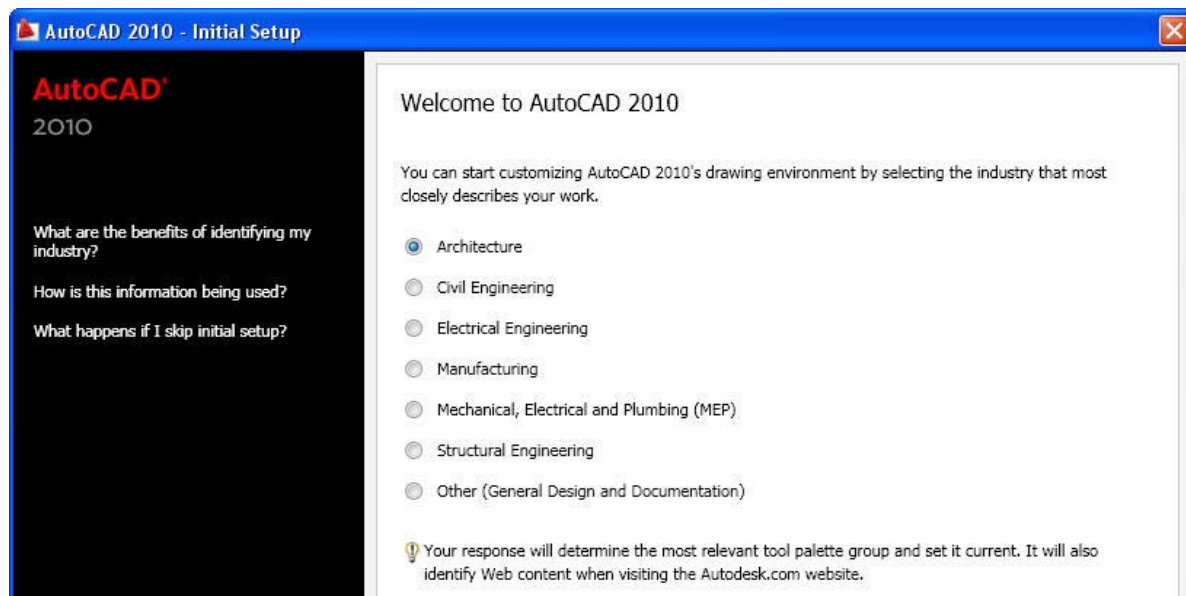 AutoCAD 2010 - Initial Setup
AutoCAD®
2010
What are the benefits of identifying my
industry?
How is this information being used?
What happens if I skip initial setup?
Welcome to AutoCAD 2010
You can start customizing AutoCAD 2010's drawing environment by selecting the industry that most
closely describes your work.
Architecture
Civil Engineering
Electrical Engineering
Manufacturing
Mechanical, Electrical and Plumbing (MEP)
Structural Engineering
Other (General Design and Documentation)
Your response will determine the most relevant tool palette group and set it current. It will also
identify Web content when visiting the Autodesk.com website.